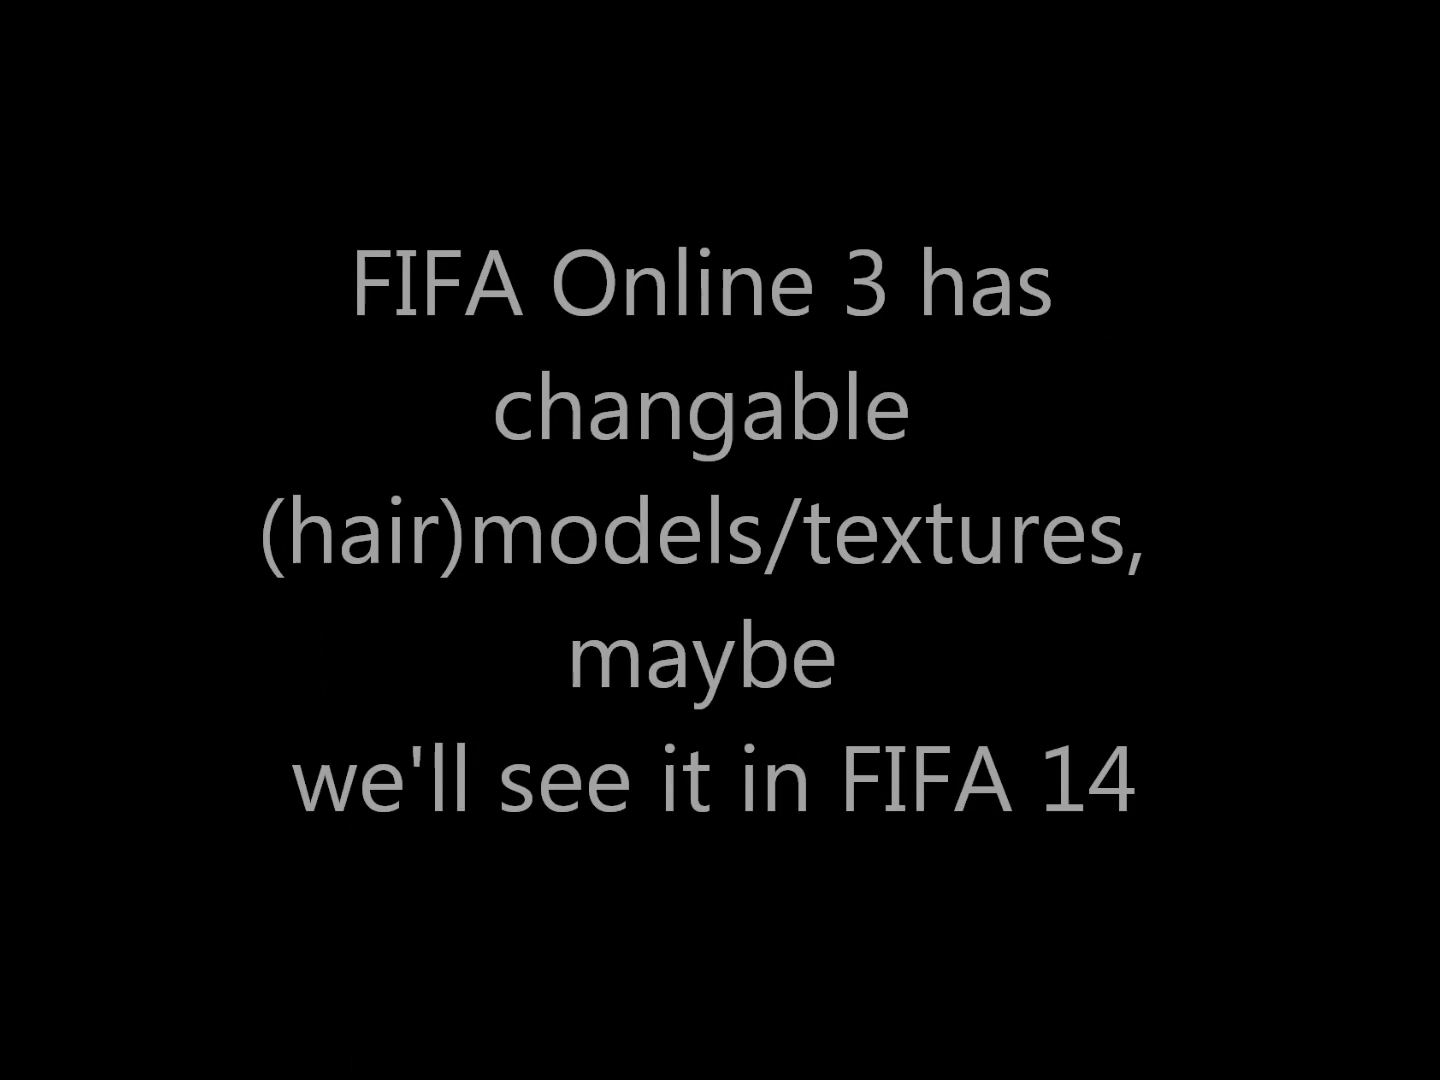 FIFA Online 3 has
changable
(hair)models/textures,
maybe
we'll see it in FIFA 14